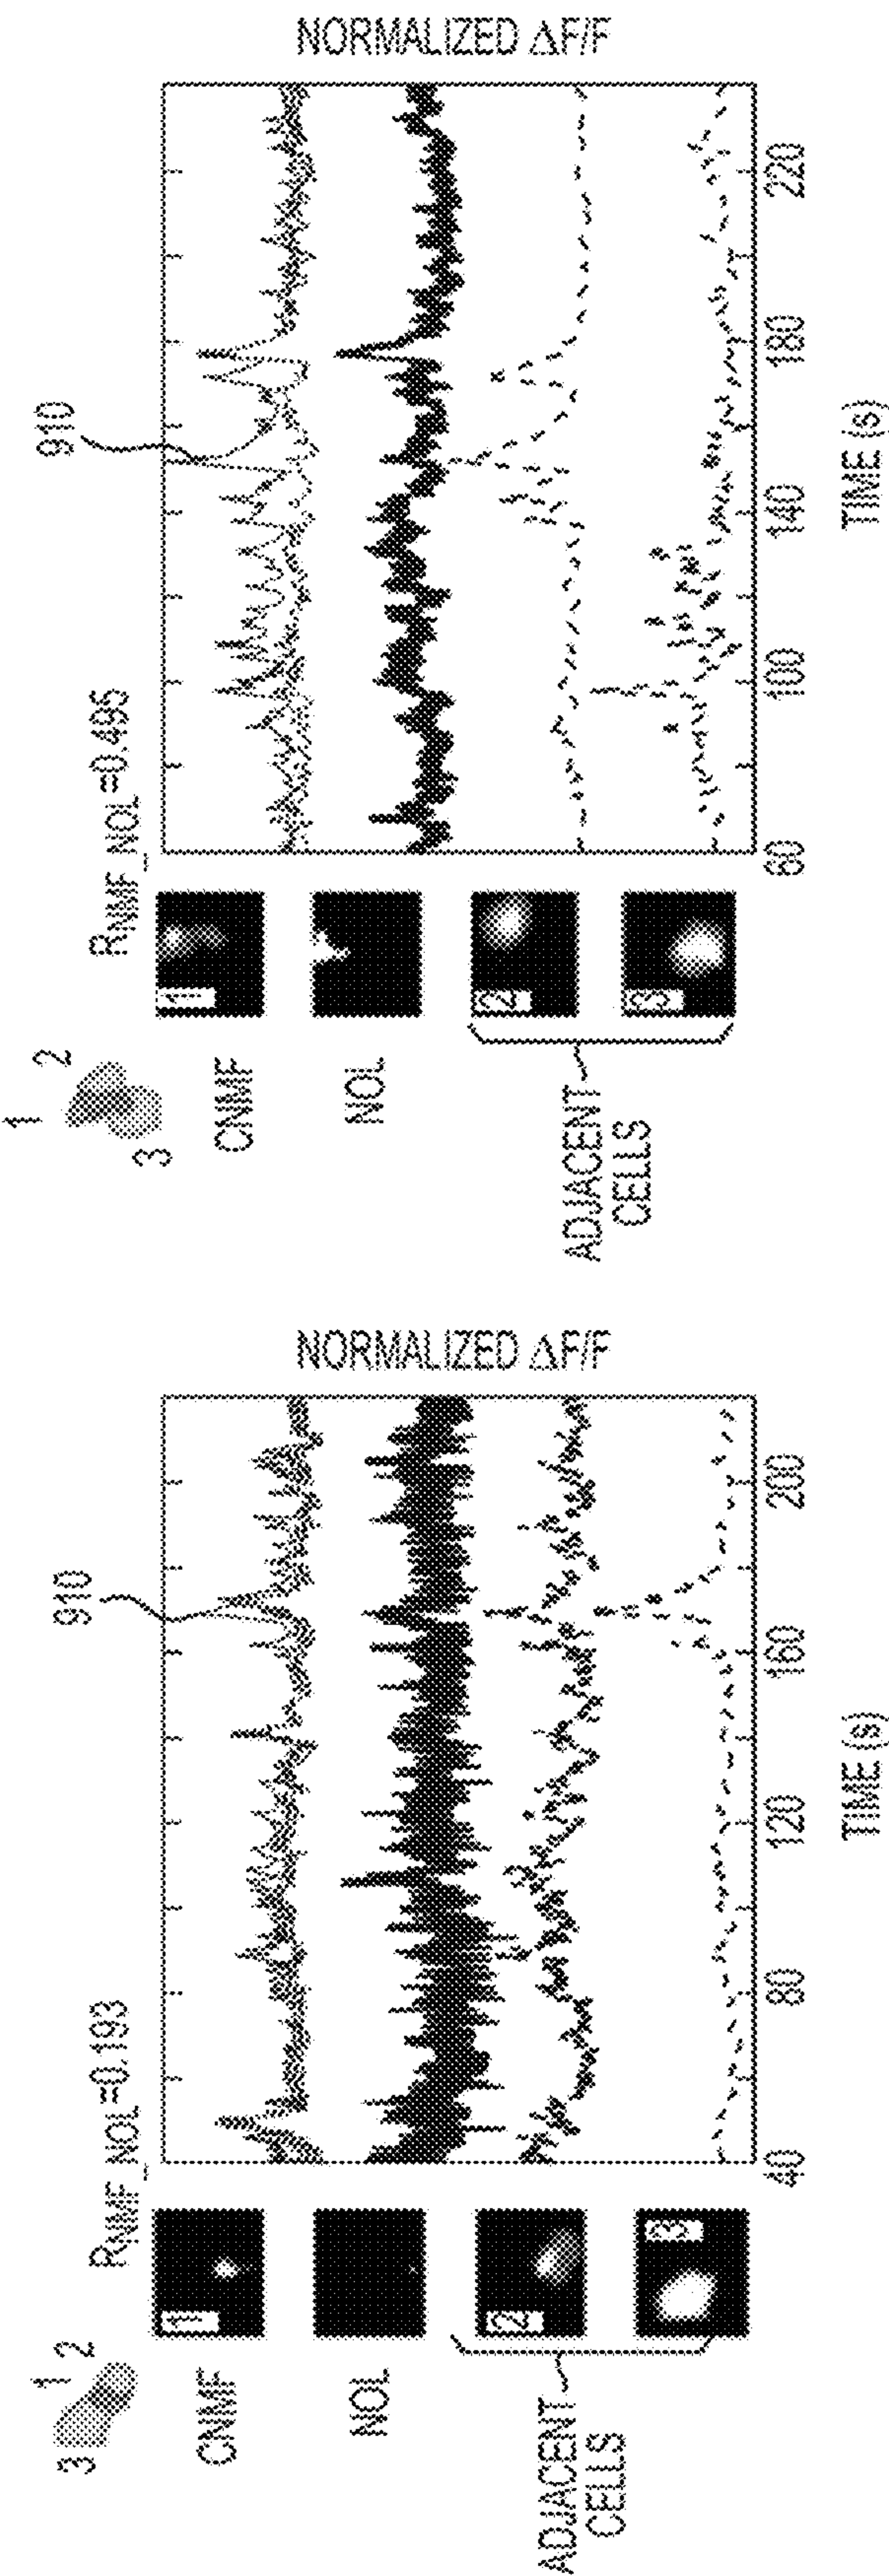 1
2
3
R_NMF_NOL=0.193
910
CNMF
1
NOL
2
ADJACENT
CELLS
3
NORMALIZED ΔF/F
40 80 120 160 200
TIME (s)
1
2
3
R_NMF_NOL=0.495
910
CNMF
1
NOL
2
ADJACENT
CELLS
3
NORMALIZED ΔF/F
60 100 140 180 220
TIME (s)